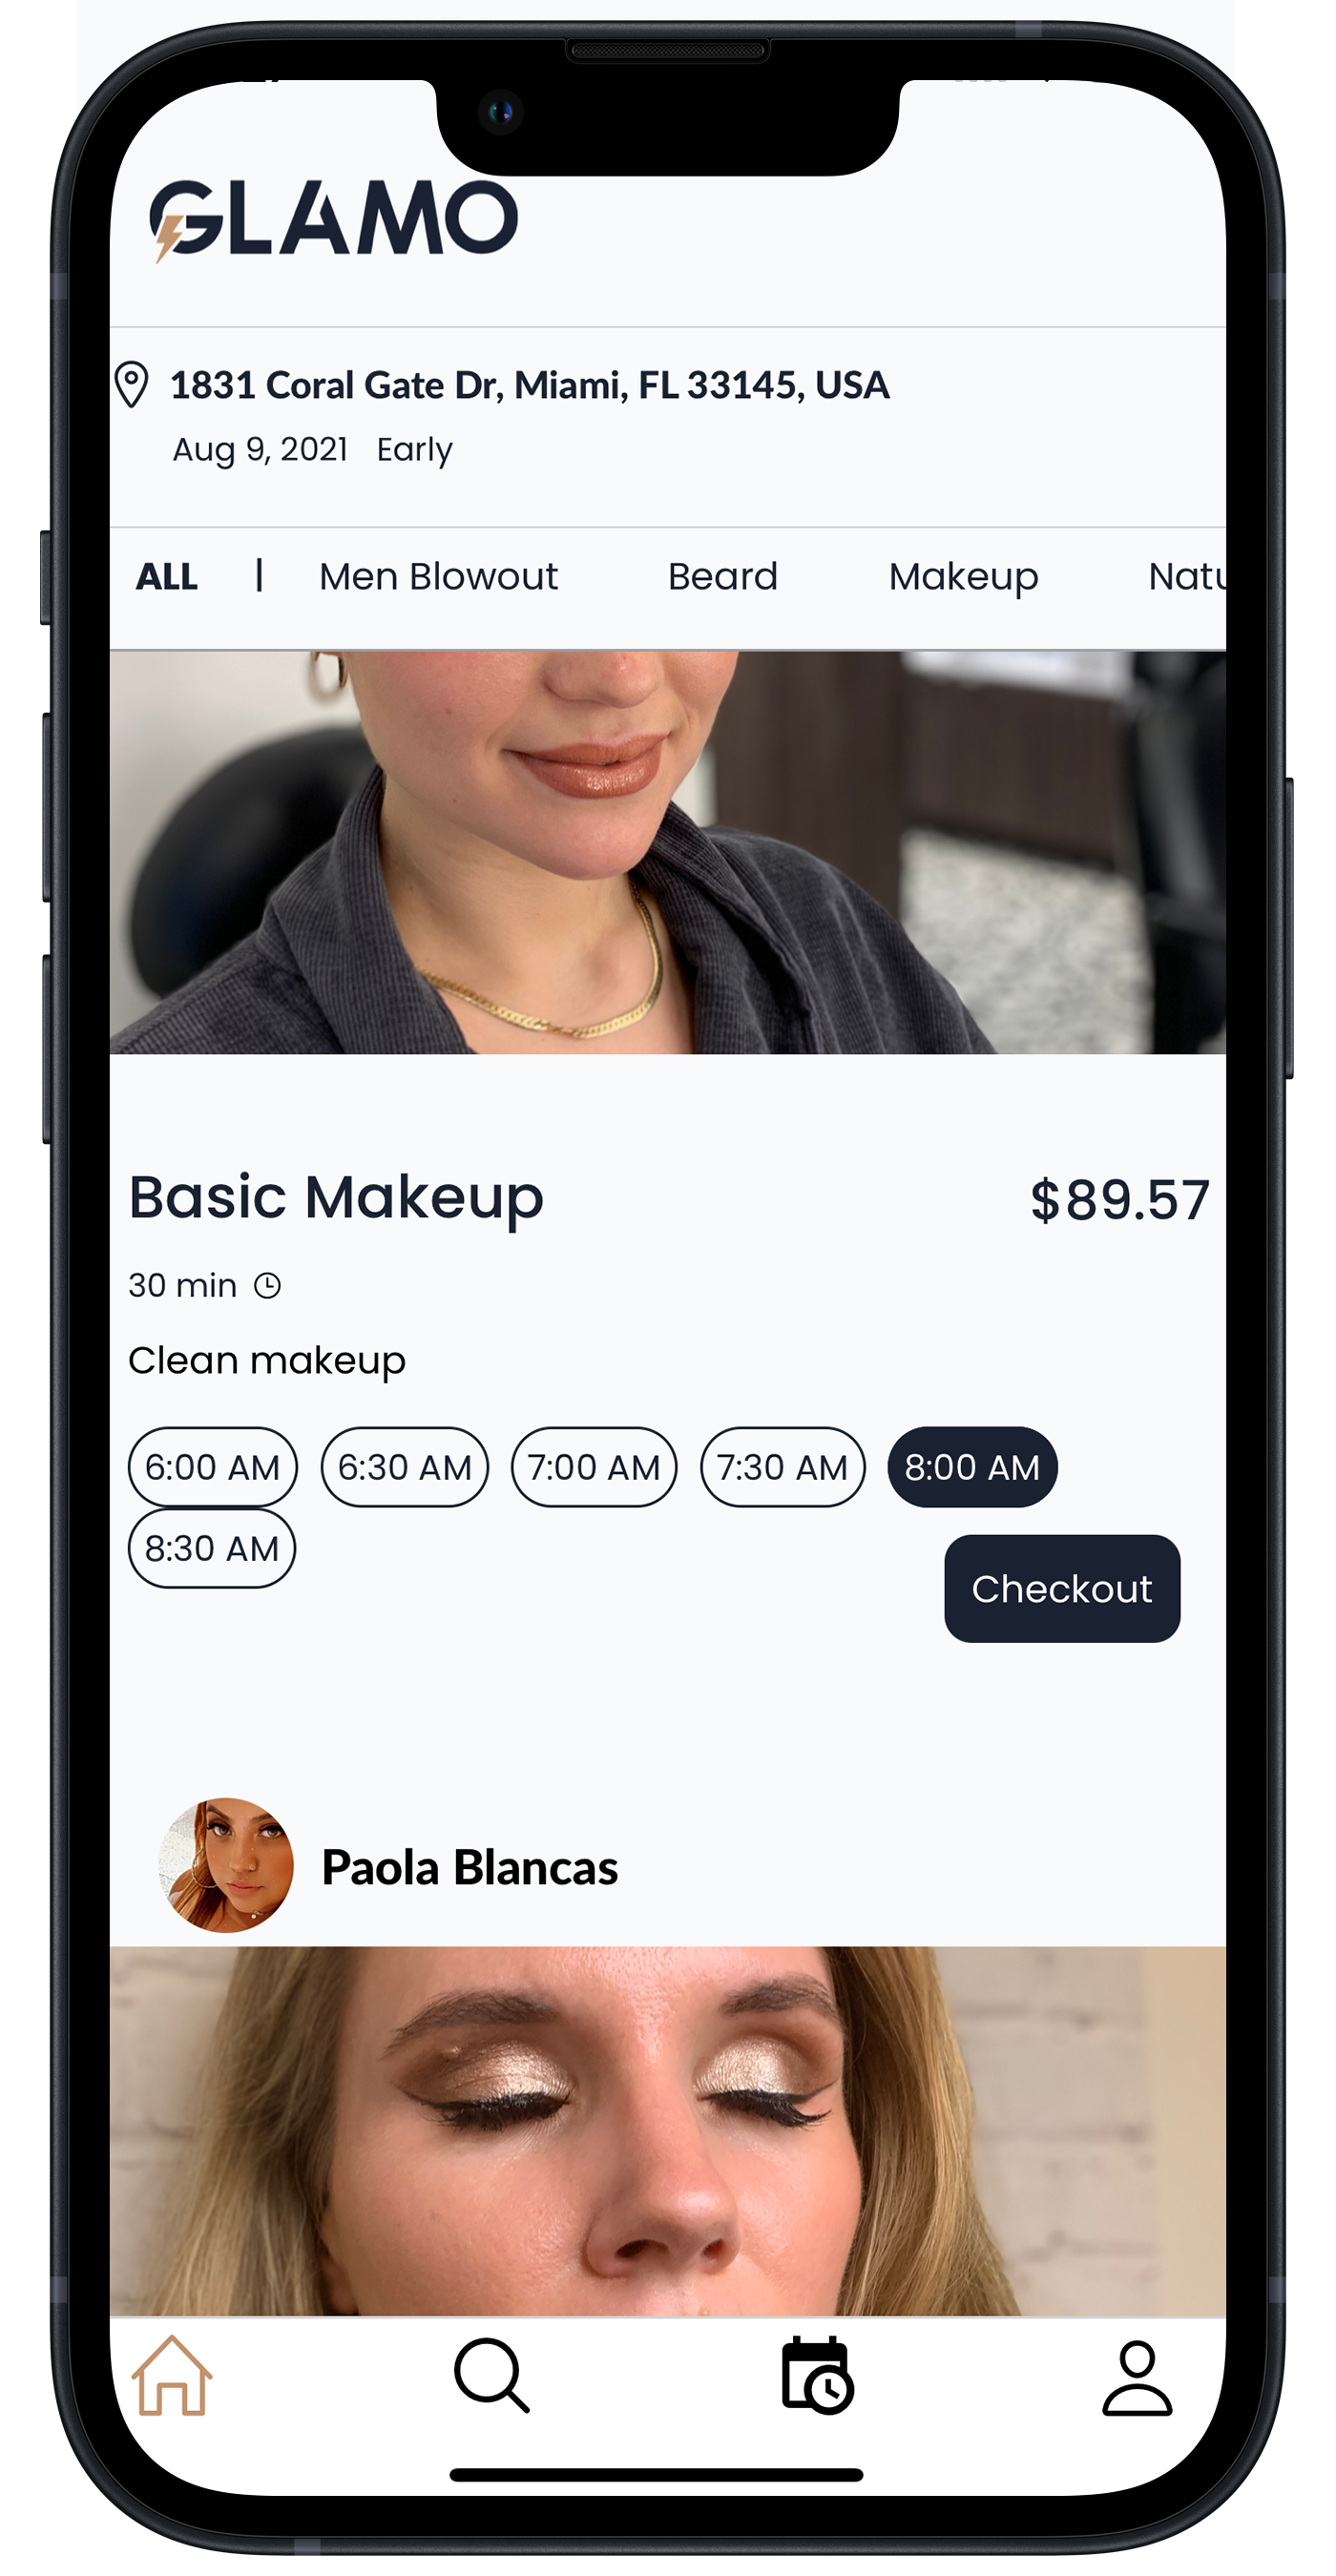 GLAMO
1831 Coral Gate Dr, Miami, FL 33145, USA
Aug 9, 2021 Early
ALL | Men Blowout Beard Makeup Natu
Basic Makeup $89.57
30 min
Clean makeup
6:00 AM 6:30 AM 7:00 AM 7:30 AM 8:00 AM
8:30 AM
Checkout
Paola Blancas